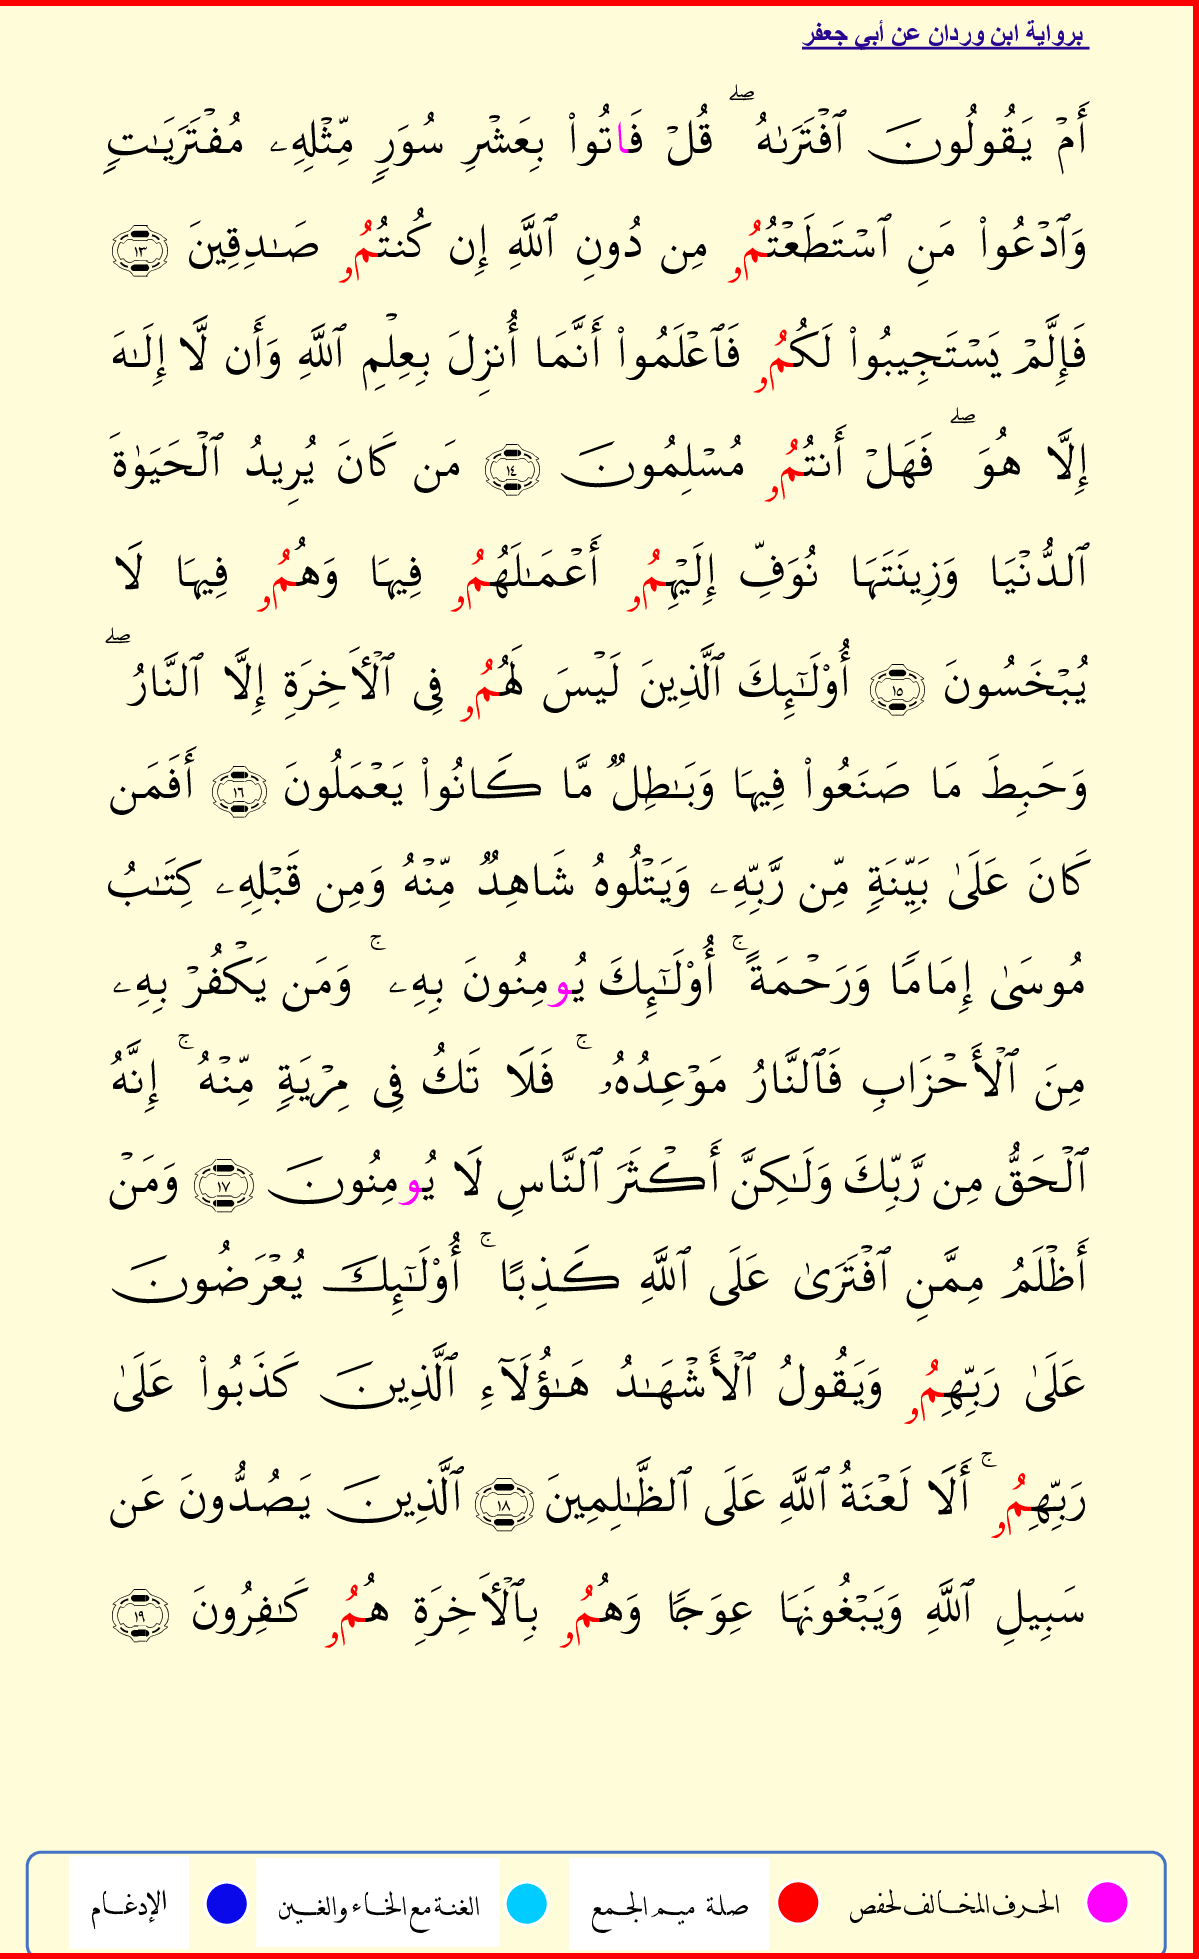 برواية ابن وردان عن أبي جعفر
أَمۡ يَقُولُونَ ٱفۡتَرَىٰهُۖ قُلۡ فَاتُواْ بِعَشۡرِ سُوَرٖ مِّثۡلِهِۦ مُفۡتَرَيَٰتٖ
وَٱدۡعُواْ مَنِ ٱسۡتَطَعۡتُمُۥ مِن دُونِ ٱللَّهِ إِن كُنتُمُۥ صَٰدِقِينَ ١٣
فَإِلَّمۡ يَسۡتَجِيبُواْ لَكُمُۥ فَٱعۡلَمُواْ أَنَّمَا أُنزِلَ بِعِلۡمِ ٱللَّهِ وَأَن لَّا إِلَٰهَ
إِلَّا هُوَۖ فَهَلۡ أَنتُمُۥ مُسۡلِمُونَ ١٤ مَن كَانَ يُرِيدُ ٱلۡحَيَوٰةَ
ٱلدُّنۡيَا وَزِينَتَهَا نُوَفِّ إِلَيۡهِمُۥ أَعۡمَٰلَهُمُۥ فِيهَا وَهُمُۥ فِيهَا لَا
يُبۡخَسُونَ ١٥ أُوْلَٰٓئِكَ ٱلَّذِينَ لَيۡسَ لَهُمُۥ فِي ٱلۡأٓخِرَةِ إِلَّا ٱلنَّارُۖ
وَحَبِطَ مَا صَنَعُواْ فِيهَا وَبَٰطِلٞ مَّا كَانُواْ يَعۡمَلُونَ ١٦ أَفَمَن
كَانَ عَلَىٰ بَيِّنَةٖ مِّن رَّبِّهِۦ وَيَتۡلُوهُ شَاهِدٞ مِّنۡهُ وَمِن قَبۡلِهِۦ كِتَٰبُ
مُوسَىٰ إِمَامٗا وَرَحۡمَةًۚ أُوْلَٰٓئِكَ يُومِنُونَ بِهِۦۚ وَمَن يَكۡفُرۡ بِهِۦ
مِنَ ٱلۡأَحۡزَابِ فَٱلنَّارُ مَوۡعِدُهُۥۚ فَلَا تَكُ فِي مِرۡيَةٖ مِّنۡهُۚ إِنَّهُ
ٱلۡحَقُّ مِن رَّبِّكَ وَلَٰكِنَّ أَكۡثَرَ ٱلنَّاسِ لَا يُومِنُونَ ١٧ وَمَنۡ
أَظۡلَمُ مِمَّنِ ٱفۡتَرَىٰ عَلَى ٱللَّهِ كَذِبًاۚ أُوْلَٰٓئِكَ يُعۡرَضُونَ
عَلَىٰ رَبِّهِمُۥ وَيَقُولُ ٱلۡأَشۡهَٰدُ هَٰؤُلَآءِ ٱلَّذِينَ كَذَبُواْ عَلَىٰ
رَبِّهِمُۥۚ أَلَا لَعۡنَةُ ٱللَّهِ عَلَى ٱلظَّٰلِمِينَ ١٨ ٱلَّذِينَ يَصُدُّونَ عَن
سَبِيلِ ٱللَّهِ وَيَبۡغُونَهَا عِوَجٗا وَهُمُۥ بِٱلۡأٓخِرَةِ هُمُۥ كَٰفِرُونَ ١٩
الحرف المخالف لحفص صلة ميم الجمع الغنة مع الخاء والغين الإدغام